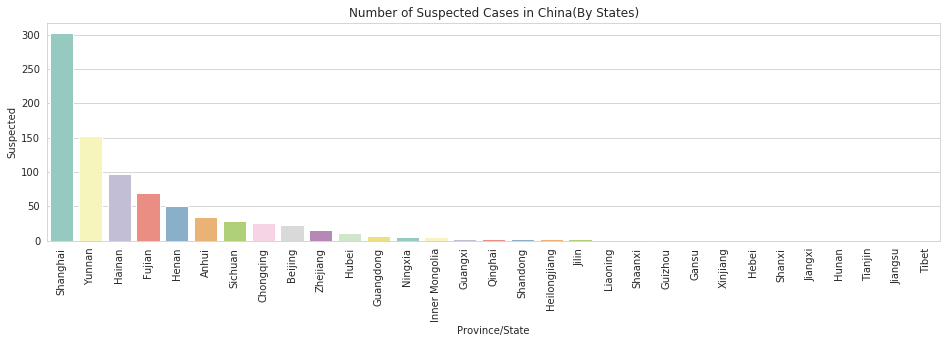 Number of Suspected Cases in China(By States)
Suspected
300
250
200
150
100
50
0
Shanghai
Yunnan
Hainan
Fujian
Henan
Anhui
Sichuan
Chongqing
Beijing
Zhejiang
Hubei
Guangdong
Ningxia
Inner Mongolia
Guangxi
Qinghai
Shandong
Heilongjiang
Jilin
Liaoning
Shaanxi
Guizhou
Gansu
Xinjiang
Hebei
Shanxi
Jiangxi
Hunan
Tianjin
Jiangsu
Tibet
Province/State